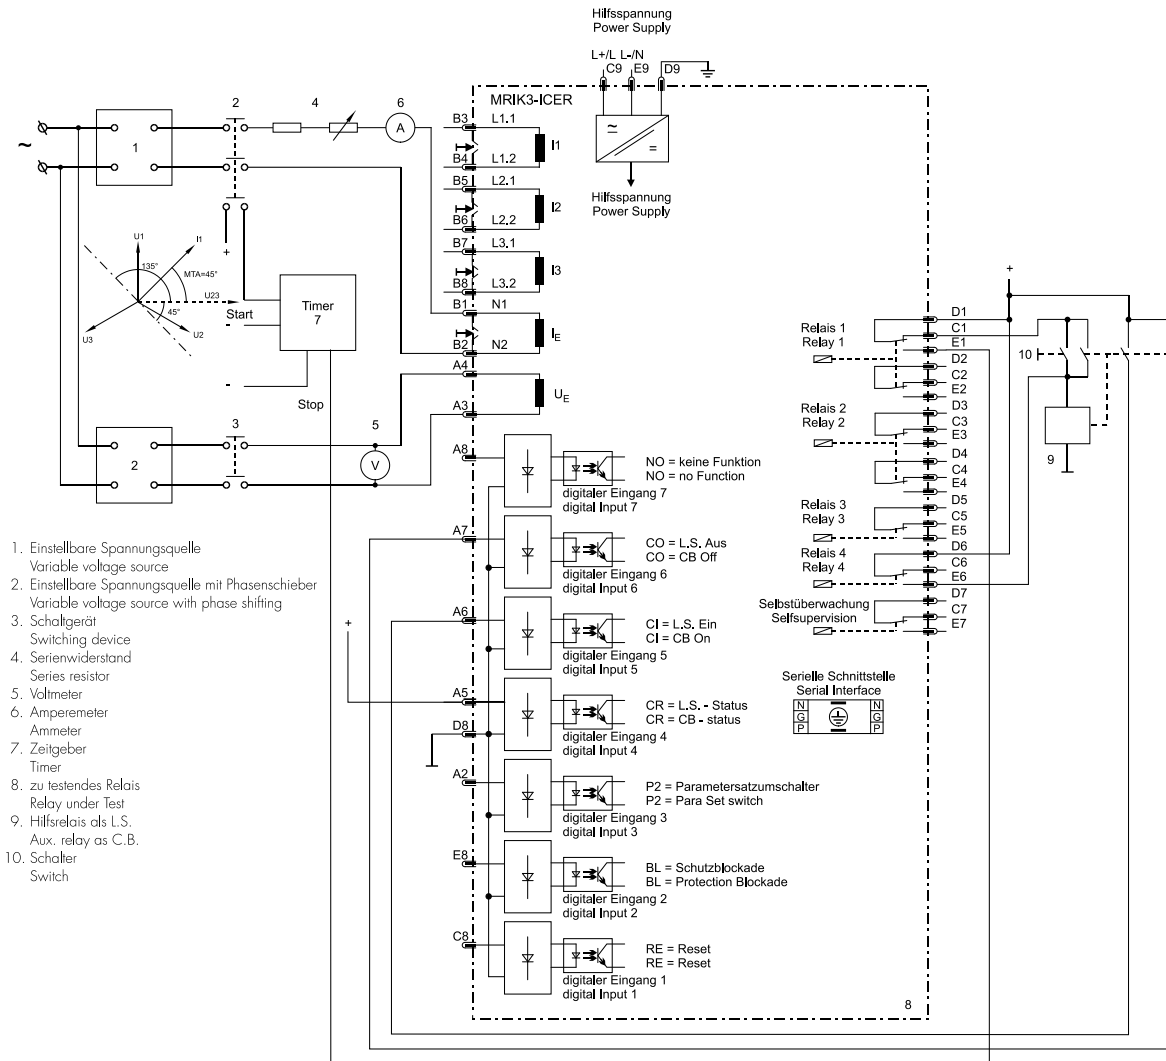 Hilfsspannung
Power Supply
L+/L L-/N
C9 E9 D9
MRIK3-ICER
≃
=
Hilfsspannung
Power Supply
2 4 6
A
1
~
B3 L1.1
I1
B4 L1.2
B5 L2.1
I2
B6 L2.2
B7 L3.1
I3
B8 L3.2
B1 N1
IE
B2 N2
A4
UE
A3
U1
I1
135°
MTA=45°
U23
45°
U2
U3
+
Start
-
-
Timer
7
Stop
3
5
V
2
A8
NO = keine Funktion
NO = no Function
digitaler Eingang 7
digital Input 7
A7
CO = L.S. Aus
CO = CB Off
digitaler Eingang 6
digital Input 6
A6
+
CI = L.S. Ein
CI = CB On
digitaler Eingang 5
digital Input 5
A5
CR = L.S. - Status
CR = CB - status
D8
digitaler Eingang 4
digital Input 4
A2
P2 = Parametersatzumschalter
P2 = Para Set switch
digitaler Eingang 3
digital Input 3
E8
BL = Schutzblockade
BL = Protection Blockade
digitaler Eingang 2
digital Input 2
C8
RE = Reset
RE = Reset
digitaler Eingang 1
digital Input 1
8
Relais 1
Relay 1
Relais 2
Relay 2
Relais 3
Relay 3
Relais 4
Relay 4
Selbstüberwachung
Selfsupervision
D1
C1
E1
D2
C2
E2
D3
C3
E3
D4
C4
E4
D5
C5
E5
D6
C6
E6
D7
C7
E7
+
10
9
Serielle Schnittstelle
Serial Interface
N N
G G
P P
1. Einstellbare Spannungsquelle
Variable voltage source
2. Einstellbare Spannungsquelle mit Phasenschieber
Variable voltage source with phase shifting
3. Schaltgerät
Switching device
4. Serienwiderstand
Series resistor
5. Voltmeter
6. Amperemeter
Ammeter
7. Zeitgeber
Timer
8. zu testendes Relais
Relay under Test
9. Hilfsrelais als L.S.
Aux. relay as C.B.
10. Schalter
Switch